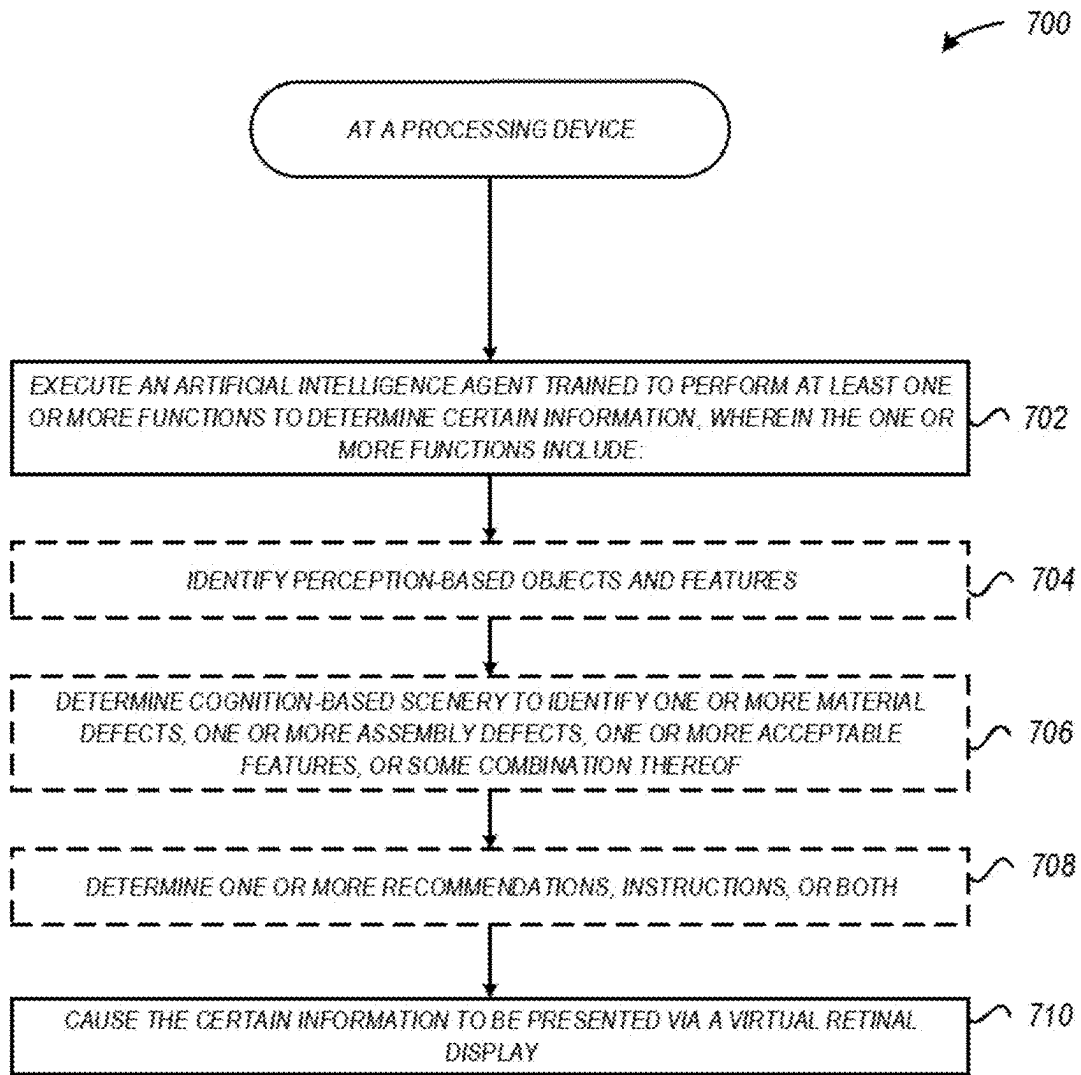 700
AT A PROCESSING DEVICE
EXECUTE AN ARTIFICIAL INTELLIGENCE AGENT TRAINED TO PERFORM AT LEAST ONE
OR MORE FUNCTIONS TO DETERMINE CERTAIN INFORMATION, WHEREIN THE ONE OR
MORE FUNCTIONS INCLUDE:
702
IDENTIFY PERCEPTION-BASED OBJECTS AND FEATURES
704
DETERMINE COGNITION-BASED SCENERY TO IDENTIFY ONE OR MORE MATERIAL
DEFECTS, ONE OR MORE ASSEMBLY DEFECTS, ONE OR MORE ACCEPTABLE
FEATURES, OR SOME COMBINATION THEREOF
706
DETERMINE ONE OR MORE RECOMMENDATIONS, INSTRUCTIONS, OR BOTH
708
CAUSE THE CERTAIN INFORMATION TO BE PRESENTED VIA A VIRTUAL RETINAL
DISPLAY
710